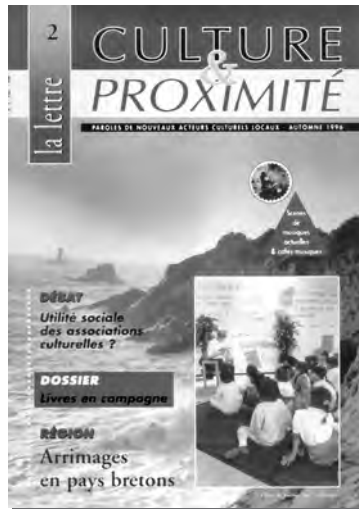 2
la lettre
CULTURE
&
PROXIMITÉ
PAROLES DE NOUVEAUX ACTEURS CULTURELS LOCAUX - AUTOMNE 1996
Scènes
de
musiques
actuelles
& cafés-musiques
DÉBAT
Utilité sociale
des associations
culturelles ?
DOSSIER
Livres en campagne
RÉGION
Arrimages
en pays bretons